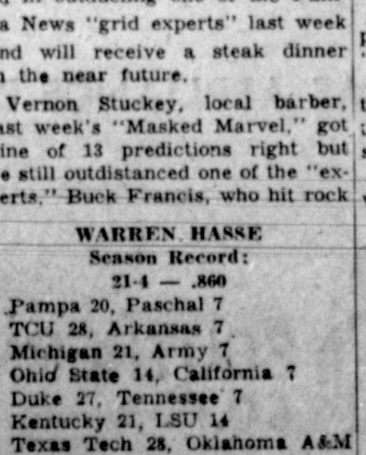 a News "grid experts" last week
nd will receive a steak dinner
n the near future.
Vernon Stuckey, local barber,
ast week's "Masked Marvel," got
ine of 13 predictions right but
e still outdistanced one of the "ex-
erts," Buck Francis, who hit rock
WARREN HASSE
Season Record:
21-4 — .860
Pampa 20, Paschal 7
TCU 28, Arkansas 7
Michigan 21, Army 7
Ohio State 14, California 7
Duke 27, Tennessee 7
Kentucky 21, LSU 14
Texas Tech 28, Oklahoma A&M